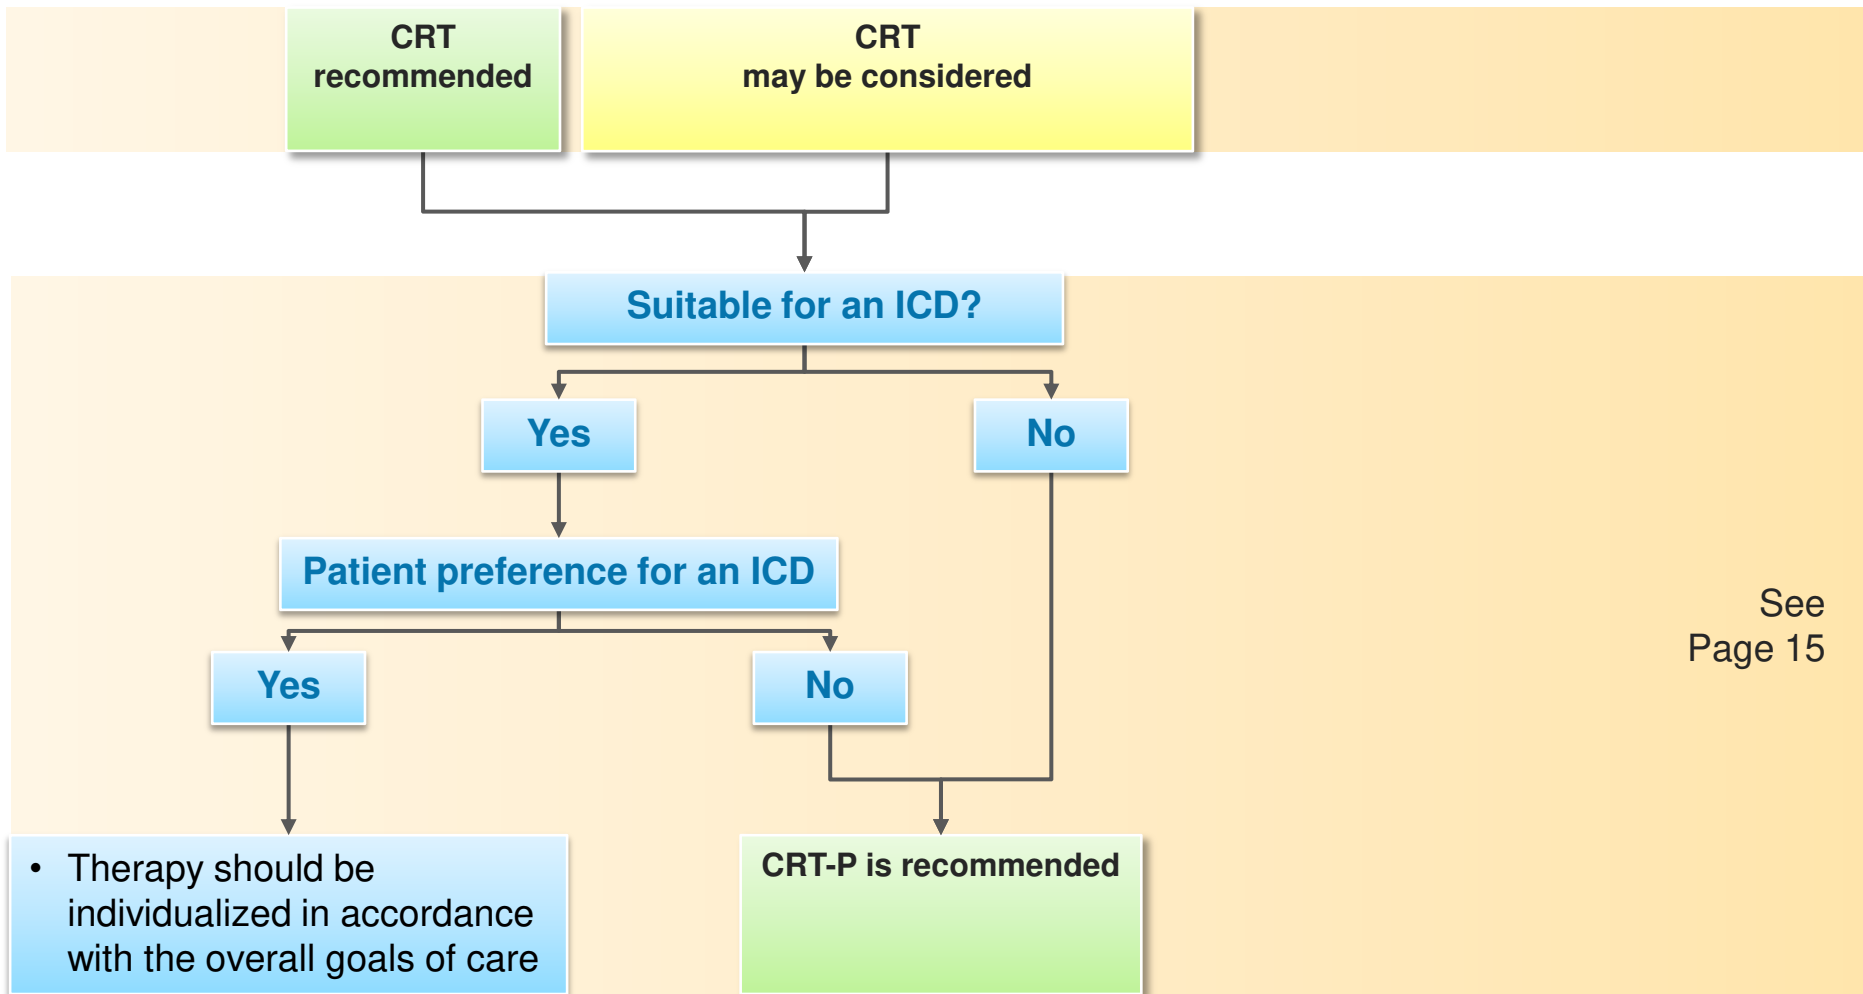 CRT
recommended
CRT
may be considered
Suitable for an ICD?
Yes
No
Patient preference for an ICD
See
Page 15
Yes
No
• Therapy should be
individualized in accordance
with the overall goals of care
CRT-P is recommended